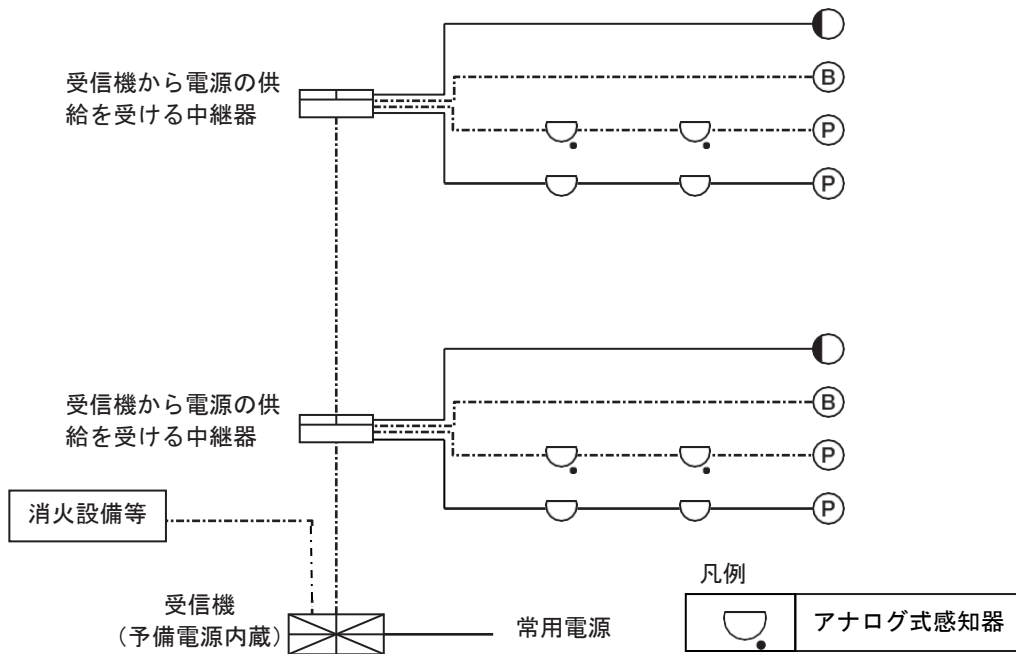 受信機から電源の供
給を受ける中継器
B
P
P
受信機から電源の供
給を受ける中継器
B
P
P
消火設備等
受信機
（予備電源内蔵）
常用電源
凡例
アナログ式感知器